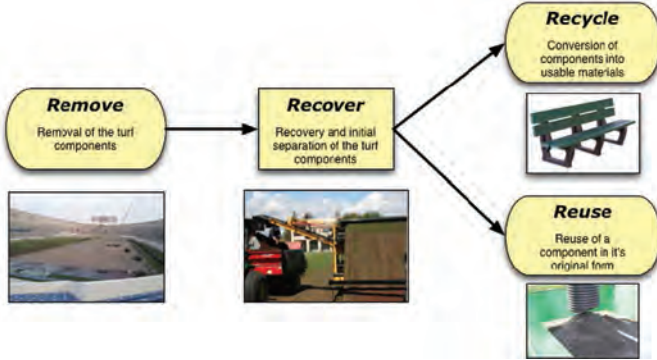 Remove
Removal of the turf
components
Recover
Recovery and initial
separation of the turf
components
Recycle
Conversion of
components into
usable materials
Reuse
Reuse of a
component in it's
original form